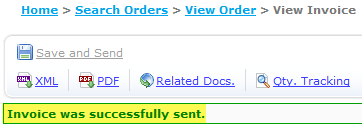 Home > Search Orders > View Order > View Invoice
Save and Send
XML PDF Related Docs. Qty. Tracking
Invoice was successfully sent.